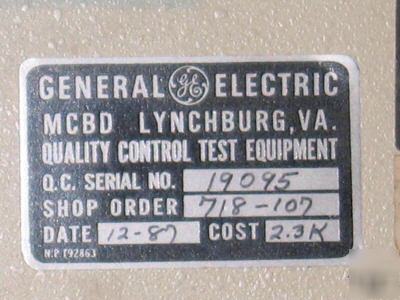 GENERAL GE ELECTRIC
MCBD LYNCHBURG, VA.
QUALITY CONTROL TEST EQUIPMENT
Q.C. SERIAL NO. 19095
SHOP ORDER 718-107
DATE 12-87 COST 2.3K
N.P. T92863